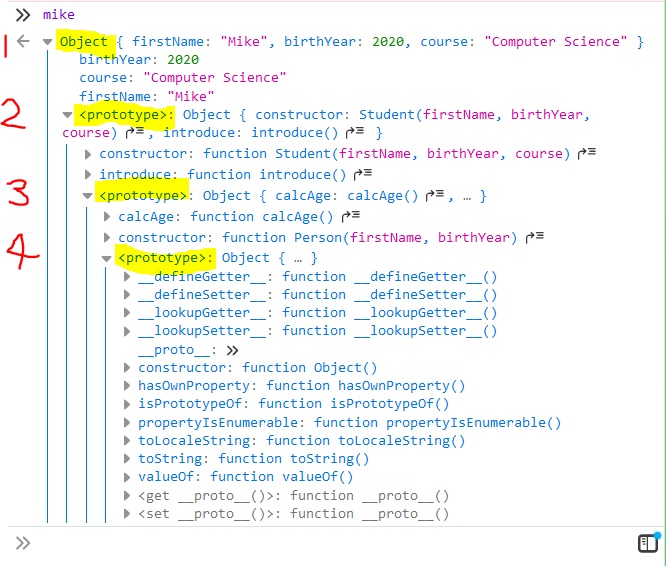 mike
1 Object { firstName: "Mike", birthYear: 2020, course: "Computer Science" }
birthYear: 2020
course: "Computer Science"
firstName: "Mike"
2 <prototype>: Object { constructor: Student(firstName, birthYear,
course), introduce: introduce() }
constructor: function Student(firstName, birthYear, course)
introduce: function introduce()
3 <prototype>: Object { calcAge: calcAge(), … }
calcAge: function calcAge()
constructor: function Person(firstName, birthYear)
4 <prototype>: Object { … }
__defineGetter__: function __defineGetter__()
__defineSetter__: function __defineSetter__()
__lookupGetter__: function __lookupGetter__()
__lookupSetter__: function __lookupSetter__()
__proto__:
constructor: function Object()
hasOwnProperty: function hasOwnProperty()
isPrototypeOf: function isPrototypeOf()
propertyIsEnumerable: function propertyIsEnumerable()
toLocaleString: function toLocaleString()
toString: function toString()
valueOf: function valueOf()
<get __proto__()>: function __proto__()
<set __proto__()>: function __proto__()